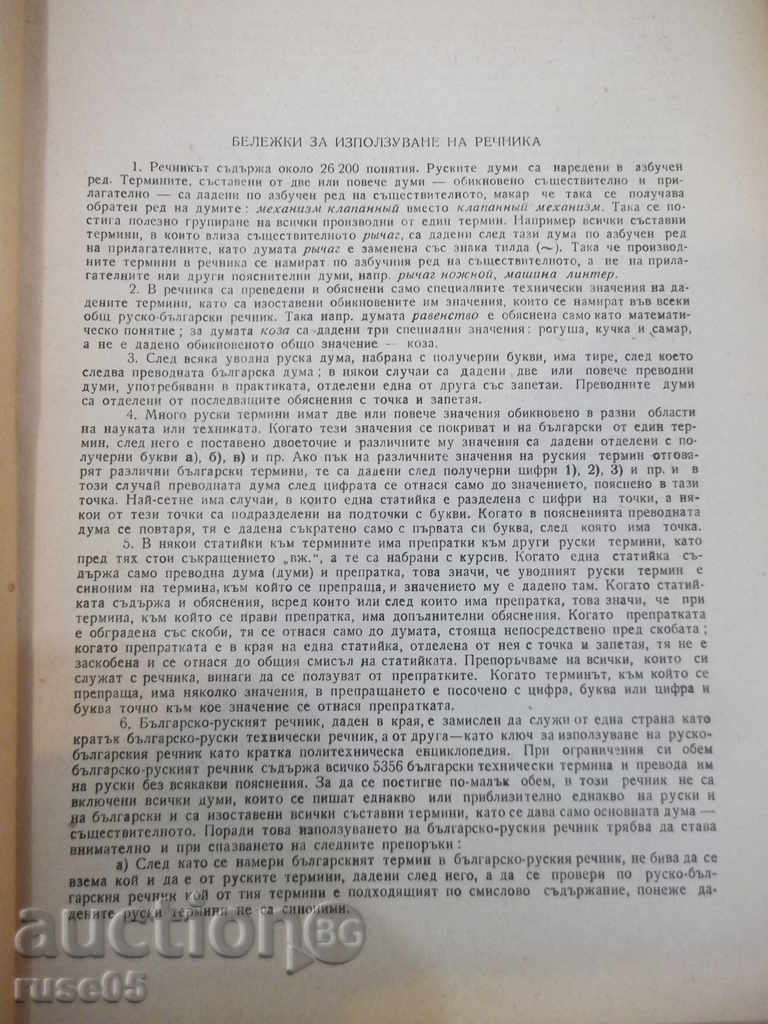 БЕЛЕЖКИ ЗА ИЗПОЛЗУВАНЕ НА РЕЧНИКА
1. Речникът съдържа около 26 200 понятия. Руските думи са наредени в азбучен
ред. Термините, съставени от две или повече думи — обикновено съществително и при-
лагателно — са дадени по азбучен ред на съществителното, макар че така се получава
обратен ред на думите: механизм клапанный вместо клапанный механизм. Така се по-
стига полезно групиране на всички производни от един термин. Например всички съставни
термини, в които влиза съществителното рычаг, са дадени след тази дума по азбучен ред
на прилагателните, като думата рычаг е заменена със знака тилда (~). Така че производ-
ните термини в речника се намират по азбучния ред на съществителното, а не на при-
лагателните или други пояснителни думи, напр. рычаг ножной, машина линтер.
2. В речника са преведени и обяснени само специалните технически значения на да-
дените термини, като са изоставени обикновените им значения, които се намират във всеки
общ руско-български речник. Така напр. думата равенство е обяснена само като математи-
ческо понятие; за думата коза са дадени три специални значения: рогуша, кучка и самар,
а не е дадено обикновеното общо значение — коза.
3. След всяка уводна руска дума, набрана с получерни букви, има тире, след което
следва преводната българска дума; в някои случаи са дадени две или повече преводни
думи, употребявани в практиката, отделени една от друга със запетаи. Преводните думи
са отделени от последващите обяснения с точка и запетая.
4. Много руски термини имат две или повече значения обикновено в разни области
на науката или техниката. Когато тези значения се покриват и на български от един тер-
мин, след него е поставено двоеточие и различните му значения са дадени отделени с по-
лучерни букви а), б), в) и пр. Ако пък на различните значения на руския термин отгова-
рят различни български термини, те са дадени след получерни цифри 1), 2), 3) и пр. и в
този случай преводната дума след цифрата се отнася само до значението, пояснено в тази
точка. Най-сетне има случаи, в които една статийка е разделена с цифри на точки, а ня-
кои от тези точки са подразделени на подточки с букви. Когато в поясненията преводната
дума се повтаря, тя е дадена съкратено само с първата си буква, след която има точка.
5. В някои статийки към термините има препратки към други руски термини, като
пред тях стои съкращението „вж.“, а те са набрани с курсив. Когато една статийка съ-
държа само преводна дума (думи) и препратка, това значи, че уводният руски термин е
синоним на термина, към който се препраща, и значението му е дадено там. Когато статий-
ката съдържа и обяснения, всред които или след които има препратка, това значи, че при
термина, към който се прави препратка, има допълнителни обяснения. Когато препратката
е обградена със скоби, тя се отнася само до думата, стояща непосредствено пред скобата;
когато препратката е в края на една статийка, отделена от нея с точка и запетая, тя не е
заскобена и се отнася до общия смисъл на статийката. Препоръчваме на всички, които си
служат с речника, винаги да се ползуват от препратките. Когато терминът, към който се
препраща, има няколко значения, в препращането е посочен с цифра, буква или цифра и
буква точно към кое значение се отнася препратката.
6. Българско-руският речник, даден в края, е замислен да служи от една страна като
кратък българско-руски технически речник, а от друга — като ключ за използуване на руско-
българския речник като кратка политехническа енциклопедия. При ограничения си обем
българско-руският речник съдържа всичко 5356 български технически термина и превода им
на руски без всякакви пояснения. За да се постигне по-малък обем, в този речник не са
включени всички думи, които се пишат еднакво или приблизително еднакво на руски и
на български и са изоставени всички съставни термини, като се дава само основната дума —
съществителното. Поради това използуването на българско-руския речник трябва да става
внимателно и при спазването на следните препоръки:
а) След като се намери българският термин в българско-руския речник, не бива да се
взема кой и да е от руските термини, дадени след него, а да се провери по руско-бъл-
гарския речник кой от тия термини е подходящият по смислово съдържание, понеже да-
дените руски термини не са синоними.
auctionBG
ruse05